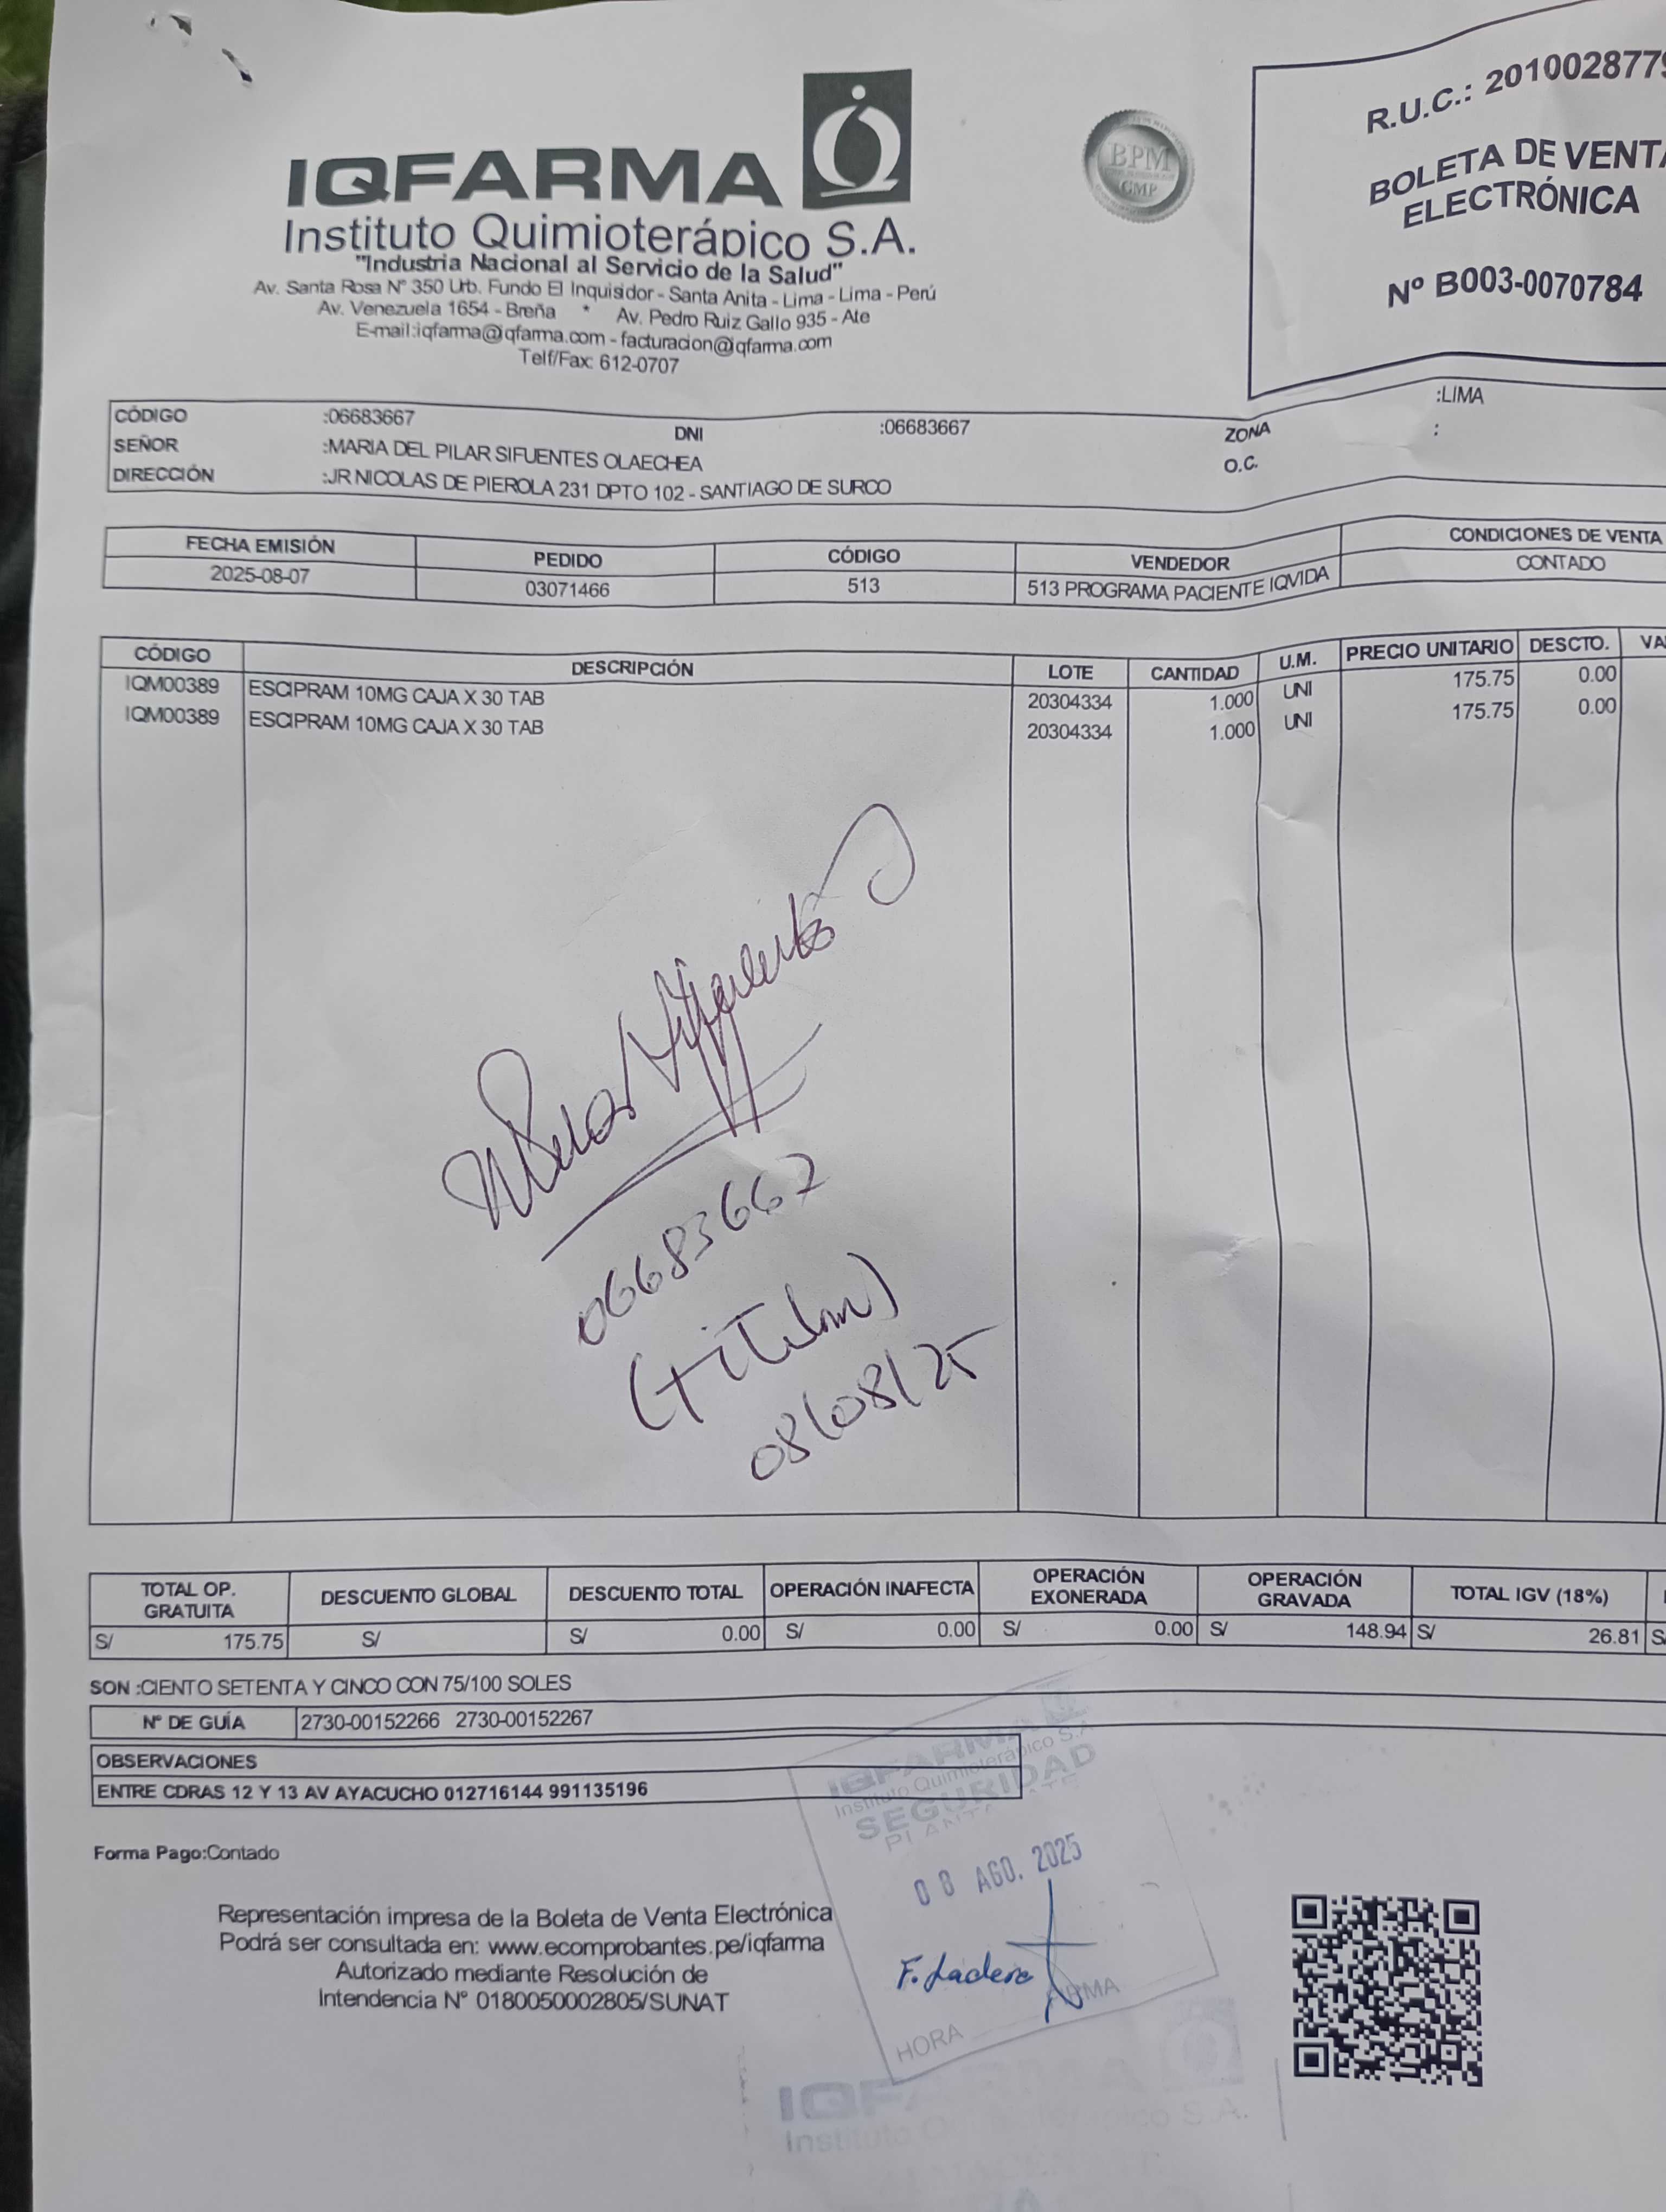 IQFARMA
Instituto Quimioterápico S.A.
"Industria Nacional al Servicio de la Salud"
Av. Santa Rosa N° 350 Urb. Fundo El Inquisidor - Santa Anita - Lima - Lima - Perú
Av. Venezuela 1654 - Breña * Av. Pedro Ruiz Gallo 935 - Ate
E-mail:iqfarma@iqfarma.com - facturacion@iqfarma.com
Telf/Fax: 612-0707
BPM
GMP
R.U.C.: 2010028779
BOLETA DE VENTA
ELECTRÓNICA
Nº B003-0070784
CÓDIGO :06683667 DNI :06683667 ZONA :LIMA
SEÑOR :MARIA DEL PILAR SIFUENTES OLAECHEA O.C. :
DIRECCIÓN :JR NICOLAS DE PIEROLA 231 DPTO 102 - SANTIAGO DE SURCO
FECHA EMISIÓN PEDIDO CÓDIGO VENDEDOR CONDICIONES DE VENTA
2025-08-07 03071466 513 513 PROGRAMA PACIENTE IQVIDA CONTADO
CÓDIGO DESCRIPCIÓN LOTE CANTIDAD U.M. PRECIO UNITARIO DESCTO. VA
IQM00389 ESCIPRAM 10MG CAJA X 30 TAB 20304334 1.000 UNI 175.75 0.00
IQM00389 ESCIPRAM 10MG CAJA X 30 TAB 20304334 1.000 UNI 175.75 0.00
06683667
(titular)
08/08/25
TOTAL OP. GRATUITA DESCUENTO GLOBAL DESCUENTO TOTAL OPERACIÓN INAFECTA OPERACIÓN EXONERADA OPERACIÓN GRAVADA TOTAL IGV (18%)
S/ 175.75 S/ S/ 0.00 S/ 0.00 S/ 0.00 S/ 148.94 S/ 26.81 S/
SON :CIENTO SETENTA Y CINCO CON 75/100 SOLES
N° DE GUÍA 2730-00152266 2730-00152267
OBSERVACIONES
ENTRE CDRAS 12 Y 13 AV AYACUCHO 012716144 991135196
Forma Pago:Contado
IQFARMA
Instituto Quimioterápico S.A.
SEGURIDAD
PLANTA ATE
08 AGO. 2025
F. Ladera
FIRMA
HORA
Representación impresa de la Boleta de Venta Electrónica
Podrá ser consultada en: www.ecomprobantes.pe/iqfarma
Autorizado mediante Resolución de
Intendencia N° 0180050002805/SUNAT